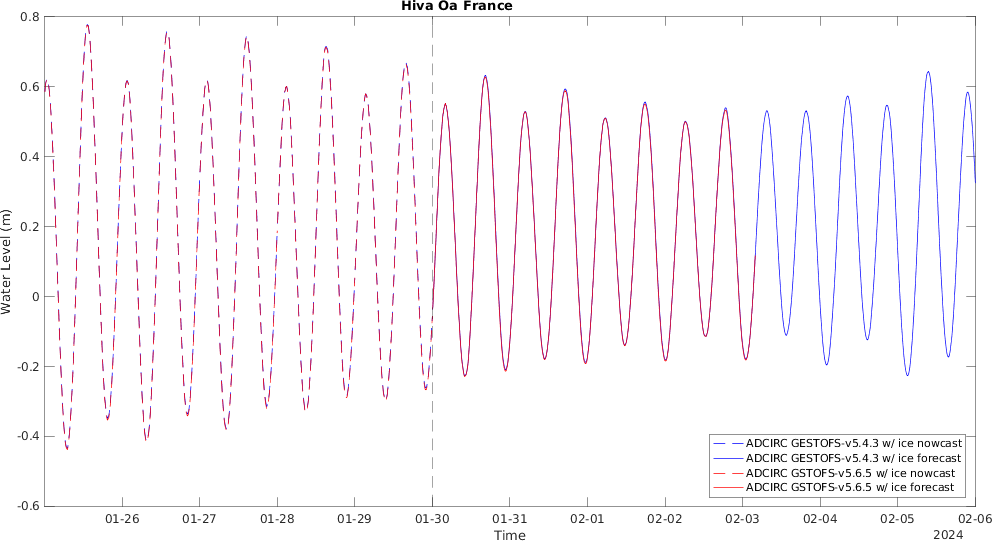 Hiva Oa France
Water Level (m)
0.8
0.6
0.4
0.2
0
-0.2
-0.4
-0.6
01-26 01-27 01-28 01-29 01-30 01-31 02-01 02-02 02-03 02-04 02-05 02-06
Time
2024
ADCIRC GESTOFS-v5.4.3 w/ ice nowcast
ADCIRC GESTOFS-v5.4.3 w/ ice forecast
ADCIRC GSTOFS-v5.6.5 w/ ice nowcast
ADCIRC GSTOFS-v5.6.5 w/ ice forecast